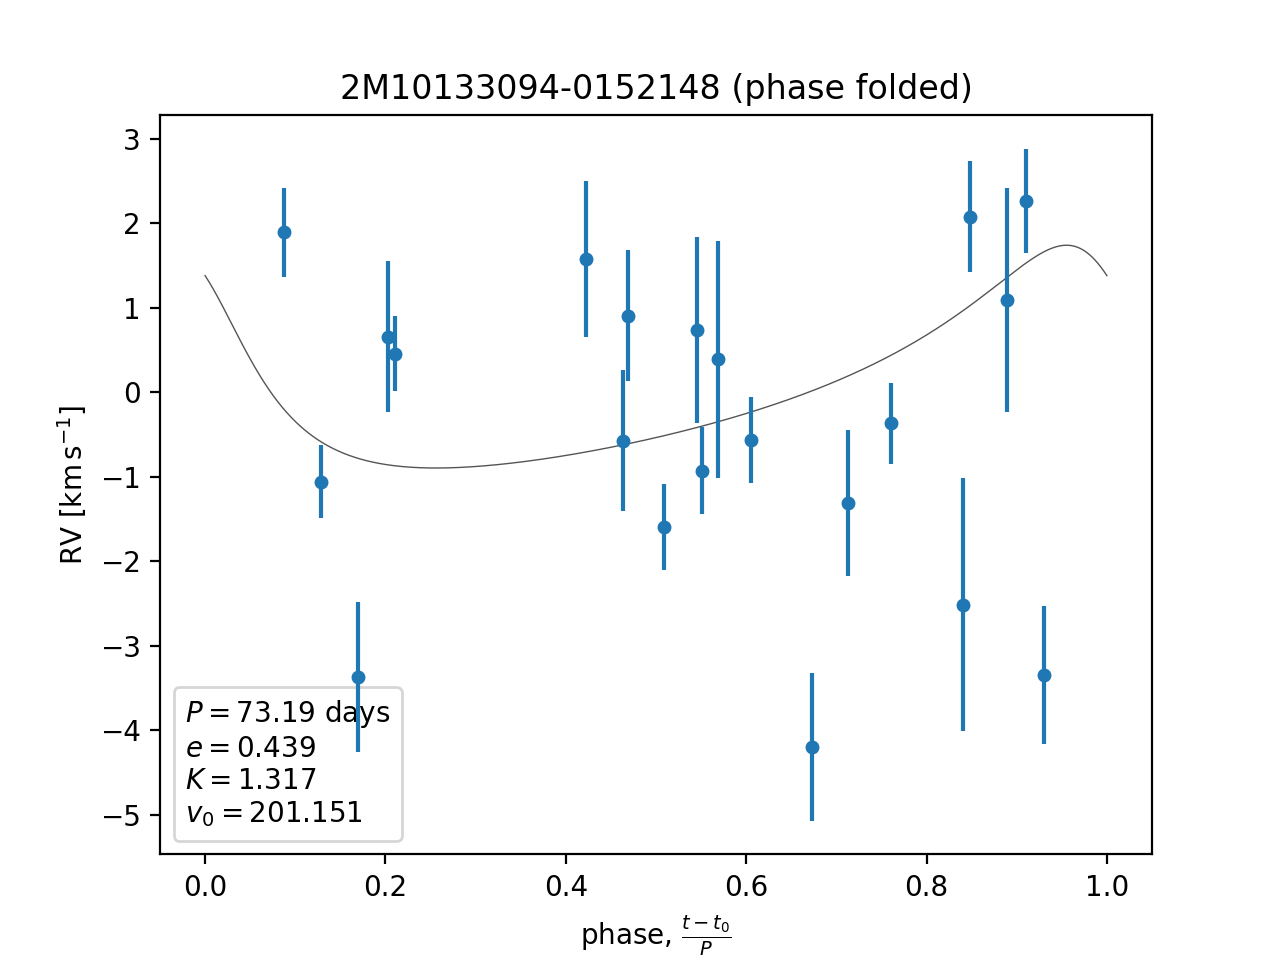 2M10133094-0152148 (phase folded)
3
2
1
0
−1
−2
−3
−4
−5
RV [km s⁻¹]
P = 73.19 days
e = 0.439
K = 1.317
v₀ = 201.151
0.0 0.2 0.4 0.6 0.8 1.0
phase, (t − t₀)/P